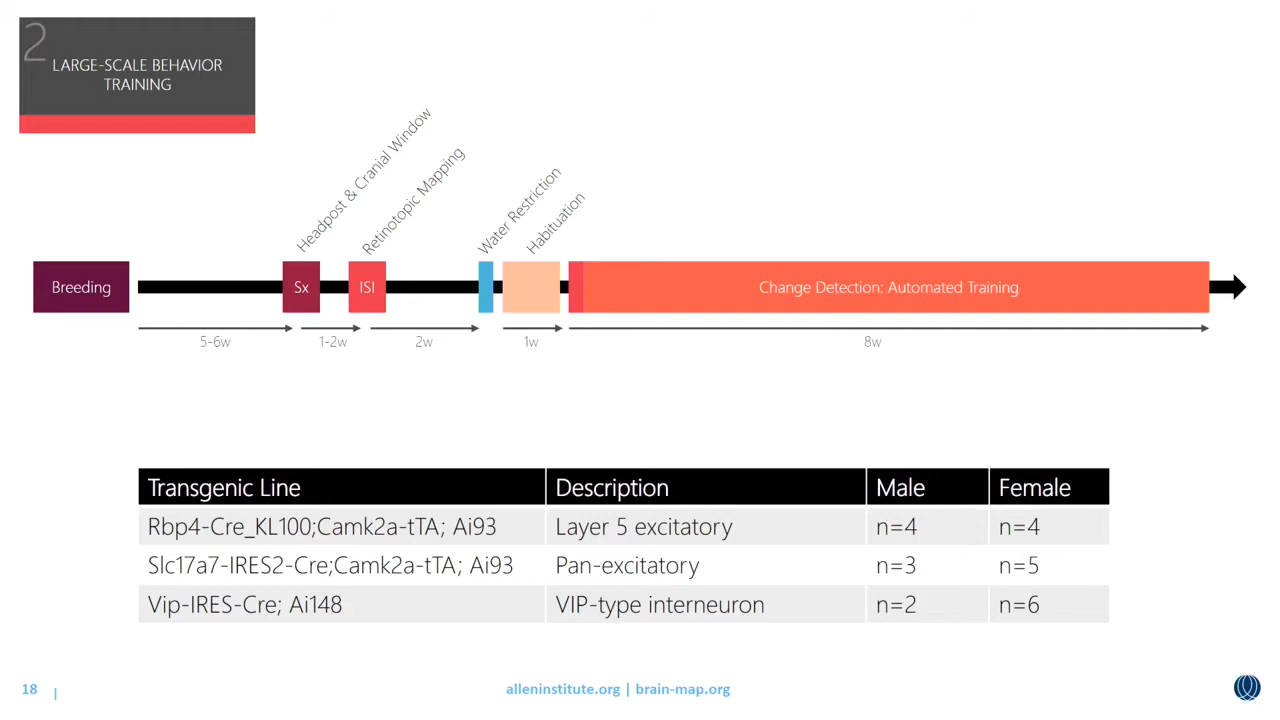 2
LARGE-SCALE BEHAVIOR
TRAINING
Headpost & Cranial Window
Retinotopic Mapping
Water Restriction
Habituation
Breeding
Sx
ISI
Change Detection: Automated Training
5-6w
1-2w
2w
1w
8w
Transgenic Line Description Male Female
Rbp4-Cre_KL100;Camk2a-tTA; Ai93 Layer 5 excitatory n=4 n=4
Slc17a7-IRES2-Cre;Camk2a-tTA; Ai93 Pan-excitatory n=3 n=5
Vip-IRES-Cre; Ai148 VIP-type interneuron n=2 n=6
18 | alleninstitute.org | brain-map.org